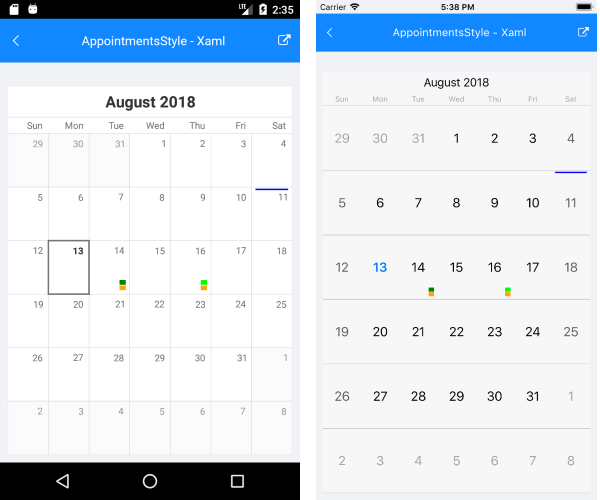 LTE 2:35
AppointmentsStyle - Xaml
August 2018
Sun Mon Tue Wed Thu Fri Sat
29 30 31 1 2 3 4
5 6 7 8 9 10 11
12 13 14 15 16 17 18
19 20 21 22 23 24 25
26 27 28 29 30 31 1
2 3 4 5 6 7 8
Carrier 5:38 PM
AppointmentsStyle - Xaml
August 2018
Sun Mon Tue Wed Thu Fri Sat
29 30 31 1 2 3 4
5 6 7 8 9 10 11
12 13 14 15 16 17 18
19 20 21 22 23 24 25
26 27 28 29 30 31 1
2 3 4 5 6 7 8